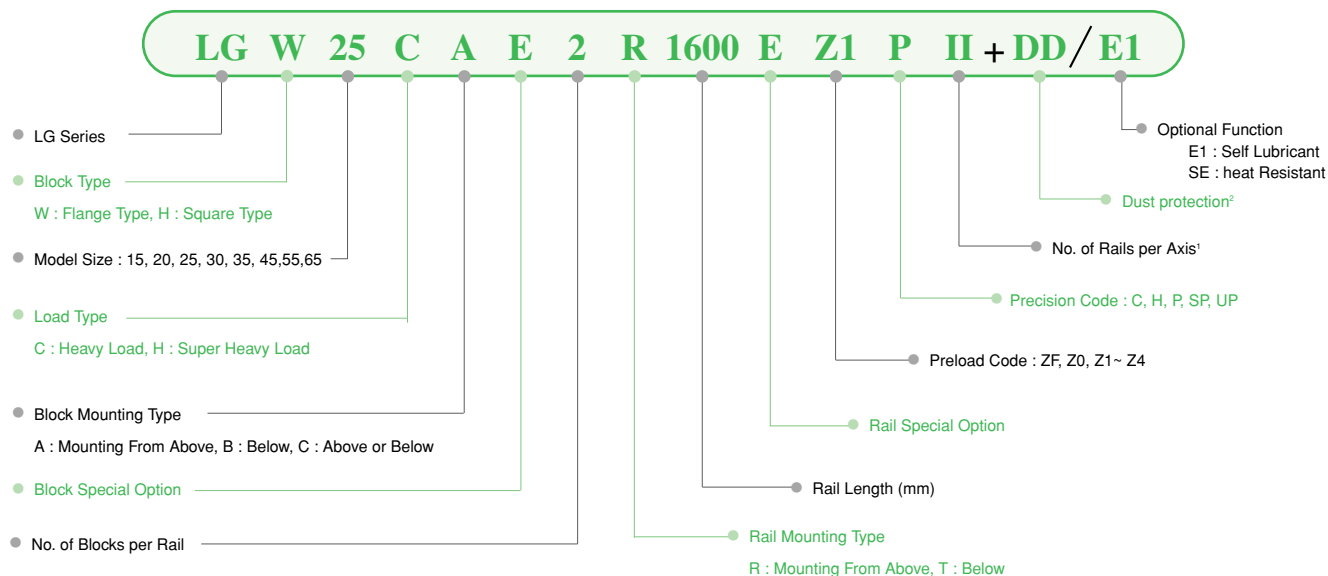 LG W 25 C A E 2 R 1600 E Z1 P II + DD / E1
LG Series
Block Type
W : Flange Type, H : Square Type
Model Size : 15, 20, 25, 30, 35, 45,55,65
Load Type
C : Heavy Load, H : Super Heavy Load
Block Mounting Type
A : Mounting From Above, B : Below, C : Above or Below
Block Special Option
No. of Blocks per Rail
Optional Function
E1 : Self Lubricant
SE : heat Resistant
Dust protection²
No. of Rails per Axis¹
Precision Code : C, H, P, SP, UP
Preload Code : ZF, Z0, Z1~ Z4
Rail Special Option
Rail Length (mm)
Rail Mounting Type
R : Mounting From Above, T : Below